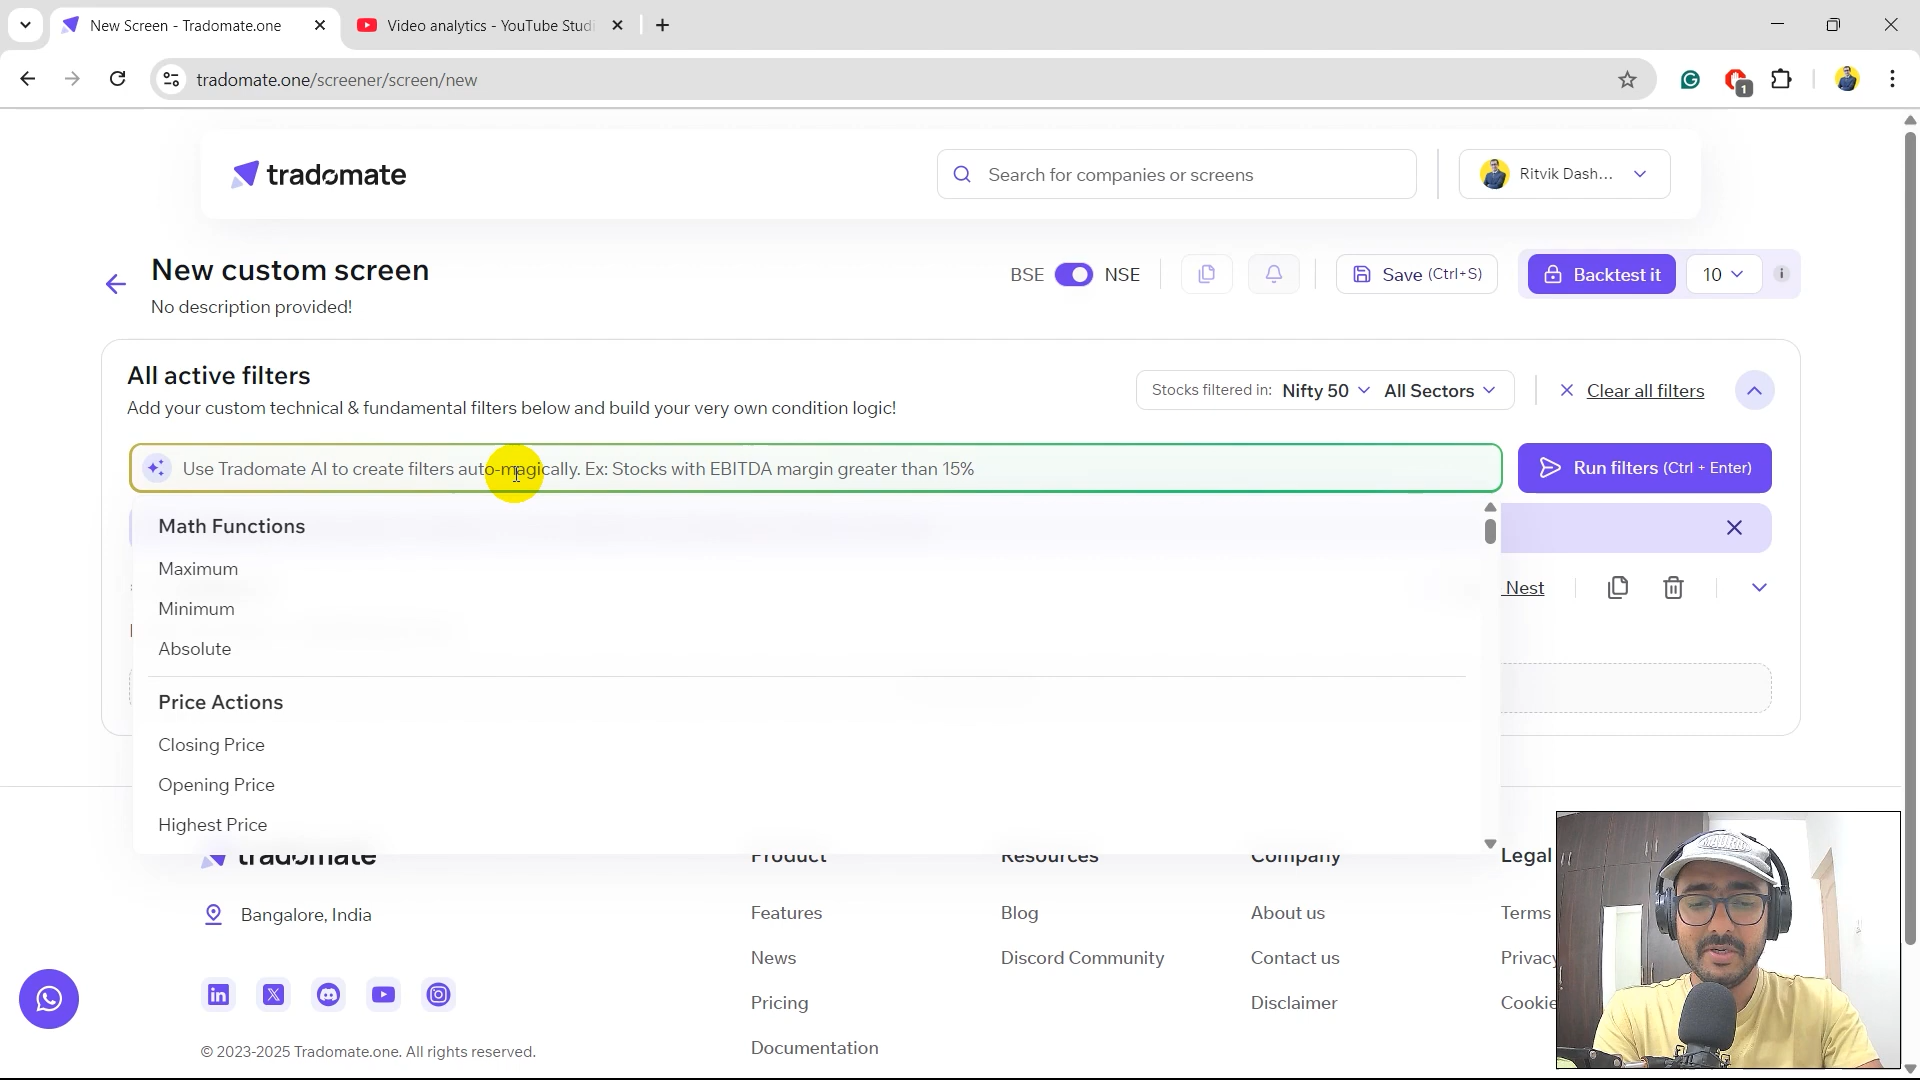 New Screen - Tradomate.one
Video analytics - YouTube Studi
tradomate.one/screener/screen/new
1
tradomate
Search for companies or screens
Ritvik Dash...
New custom screen
No description provided!
BSE
NSE
Save (Ctrl+S)
Backtest it
10
i
All active filters
Add your custom technical & fundamental filters below and build your very own condition logic!
Stocks filtered in: Nifty 50
All Sectors
Clear all filters
Use Tradomate AI to create filters auto-magically. Ex: Stocks with EBITDA margin greater than 15%
Run filters (Ctrl + Enter)
Math Functions
Maximum
Minimum
Absolute
Nest
Price Actions
Closing Price
Opening Price
Highest Price
tradomate
Bangalore, India
© 2023-2025 Tradomate.one. All rights reserved.
Product
Features
News
Pricing
Documentation
Resources
Blog
Discord Community
Company
About us
Contact us
Disclaimer
Legal
Terms
Privacy
Cookie